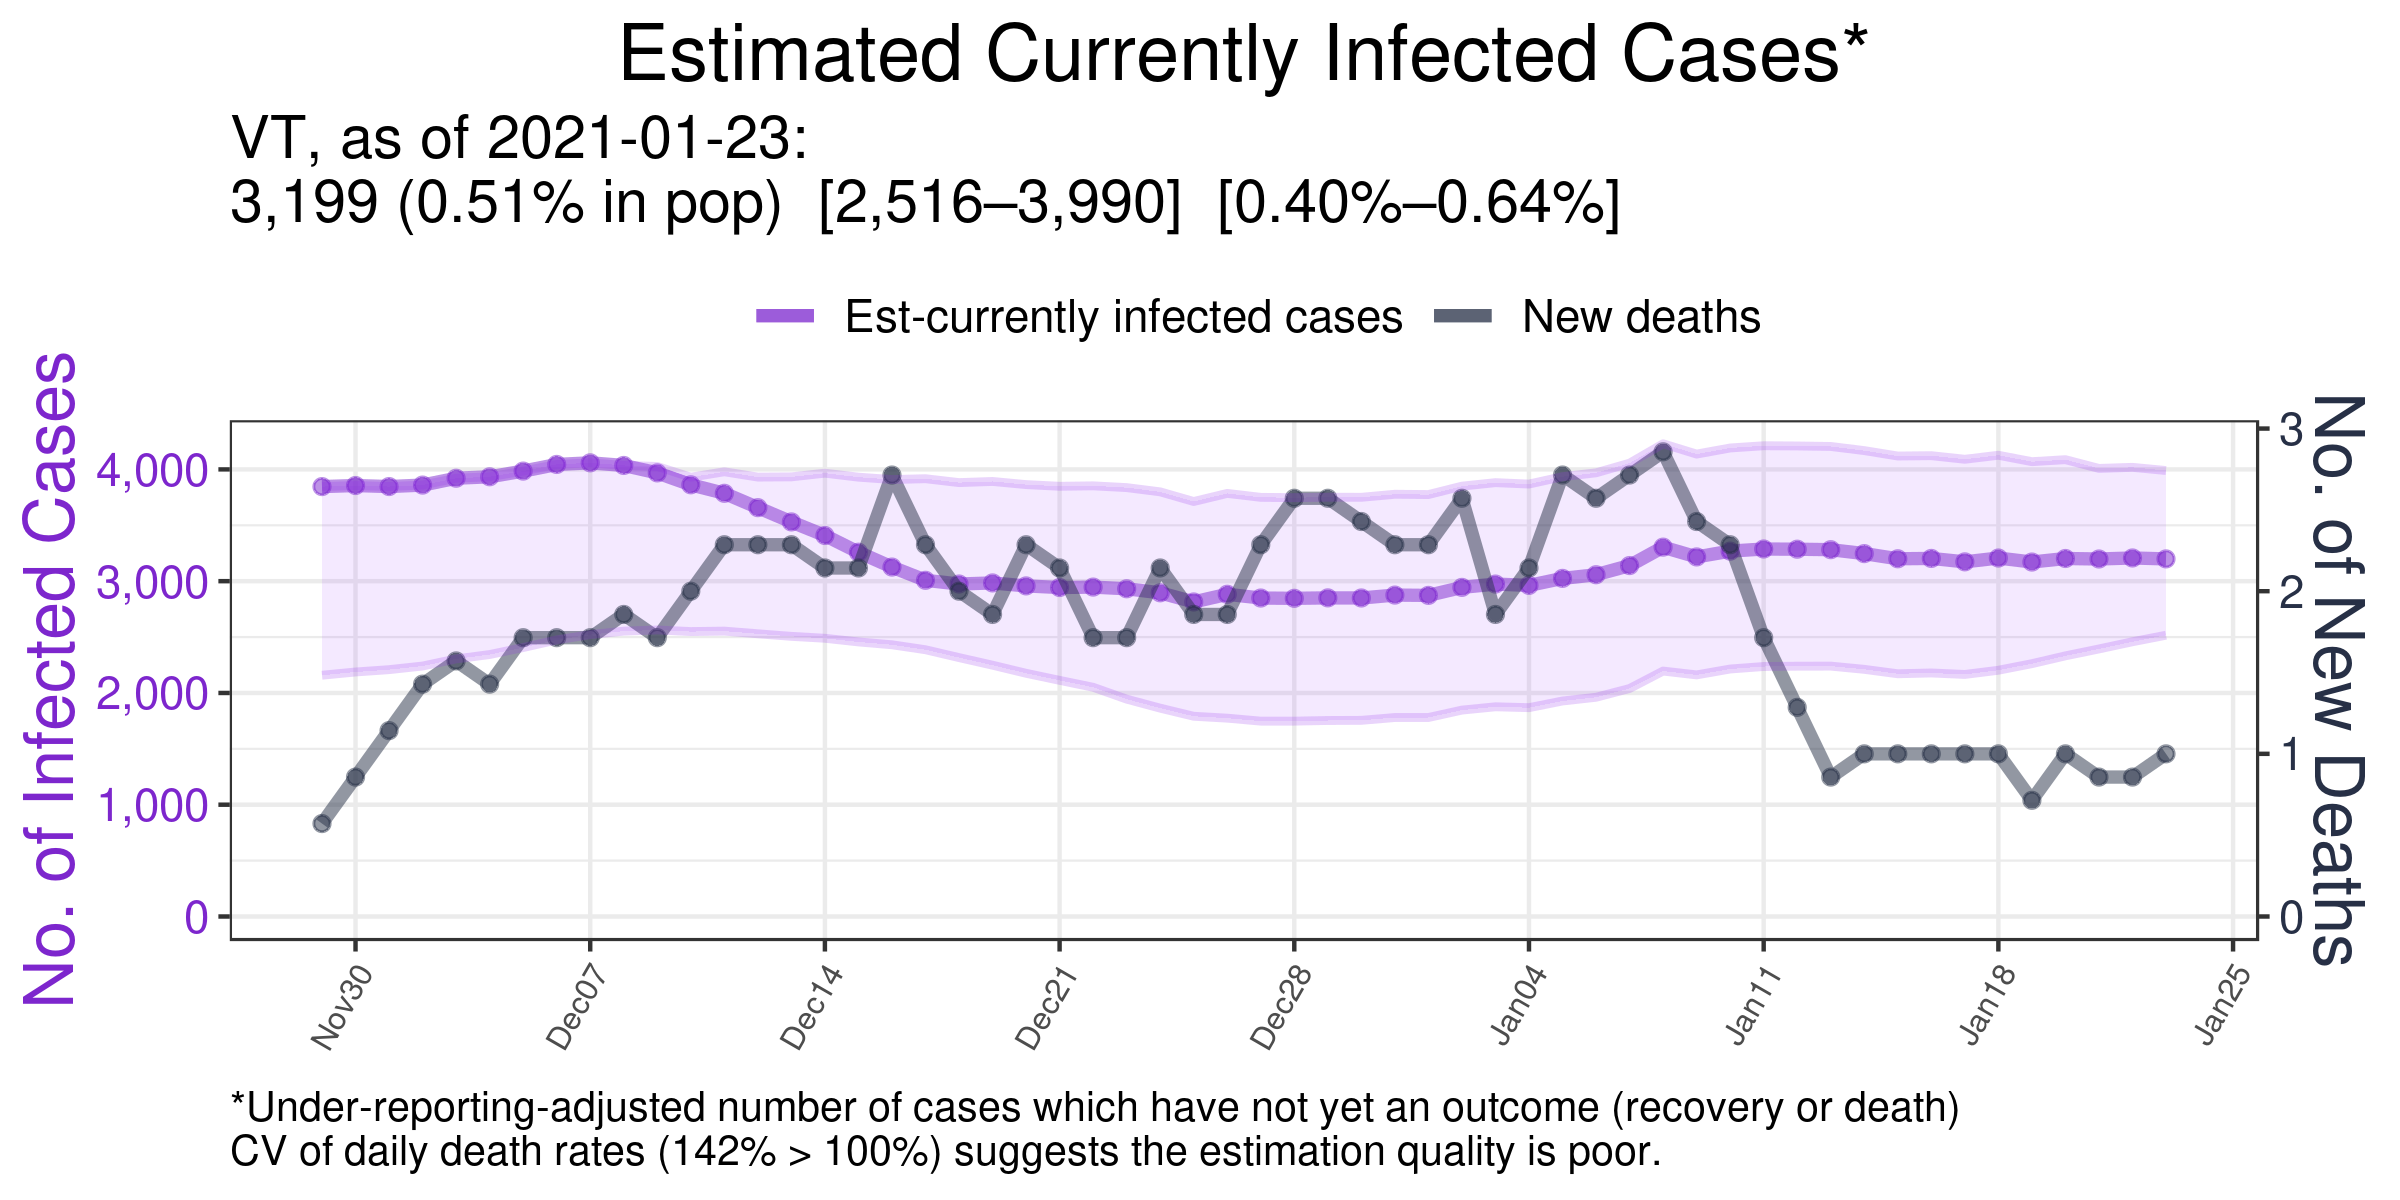 Estimated Currently Infected Cases*
VT, as of 2021-01-23:
3,199 (0.51% in pop)  [2,516–3,990]  [0.40%–0.64%]
Est-currently infected cases
New deaths
No. of Infected Cases
4,000
3,000
2,000
1,000
0
3
2
1
0
No. of New Deaths
Nov30
Dec07
Dec14
Dec21
Dec28
Jan04
Jan11
Jan18
Jan25
*Under-reporting-adjusted number of cases which have not yet an outcome (recovery or death)
CV of daily death rates (142% > 100%) suggests the estimation quality is poor.